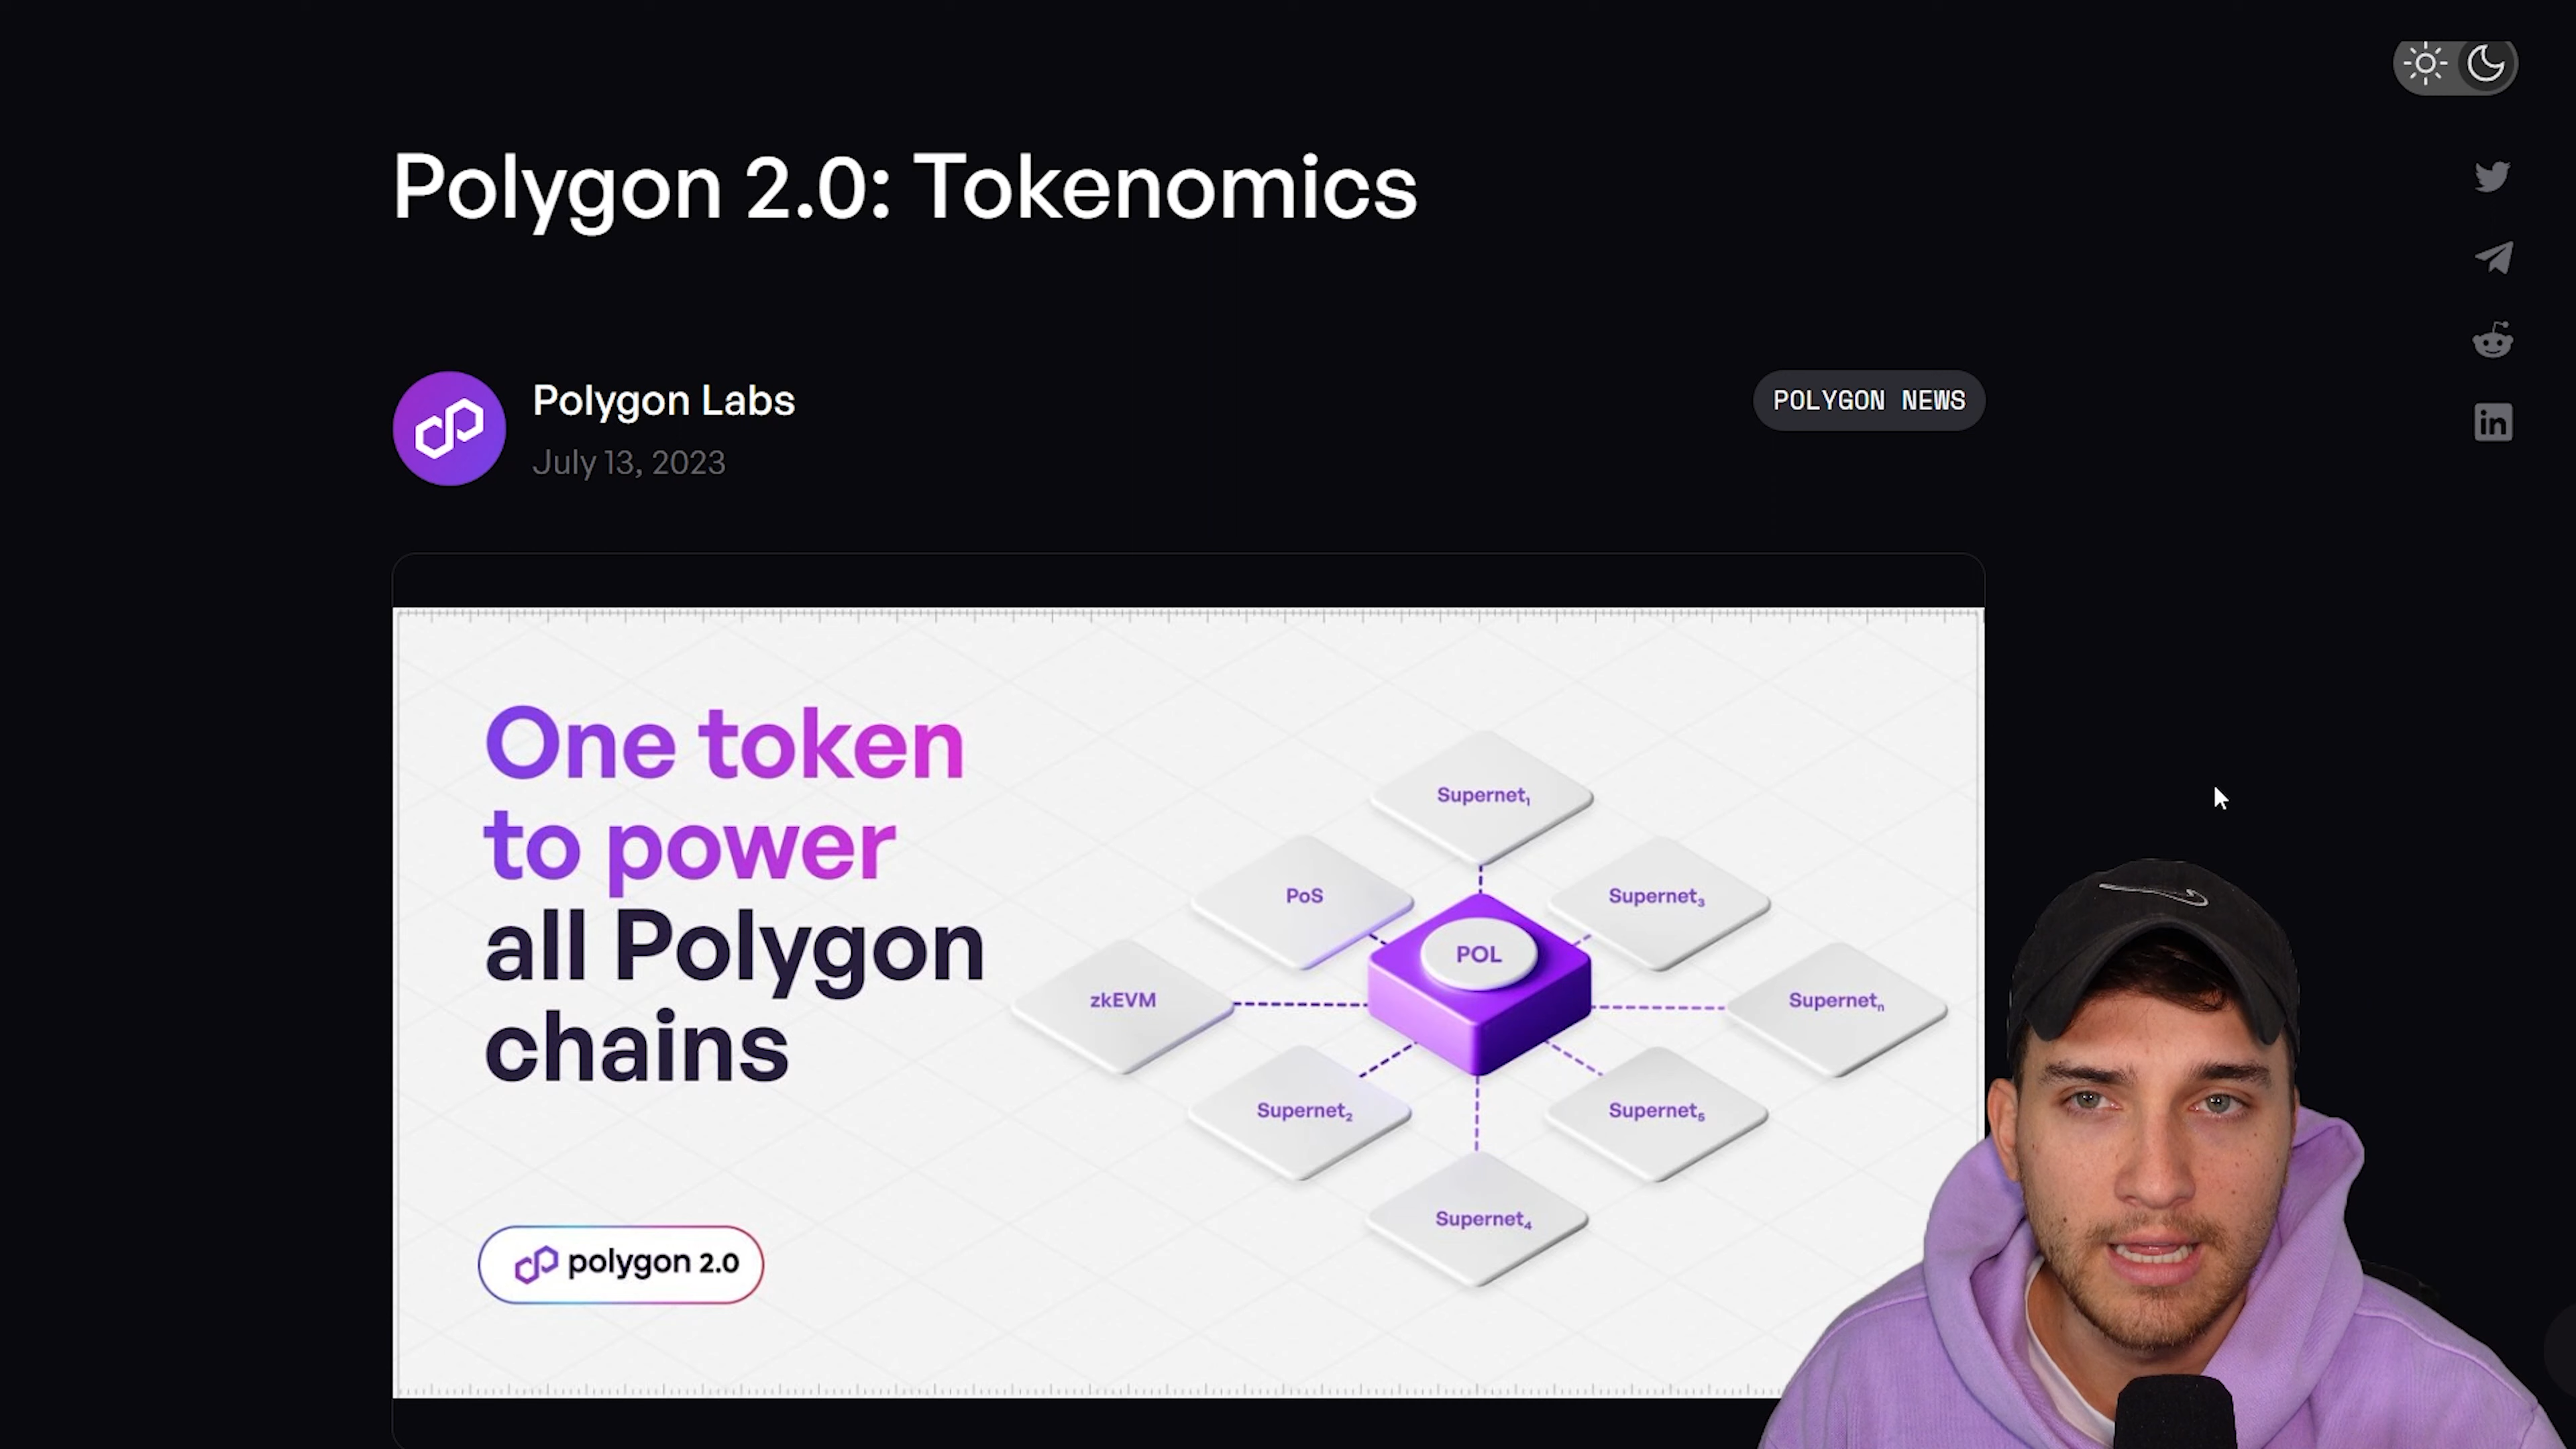 Polygon 2.0: Tokenomics
Polygon Labs
POLYGON NEWS
July 13, 2023
One token
to power
all Polygon
chains
Supernet₁
PoS
Supernet₃
POL
zkEVM
Supernetₙ
Supernet₂
Supernet₅
Supernet₄
polygon 2.0
in